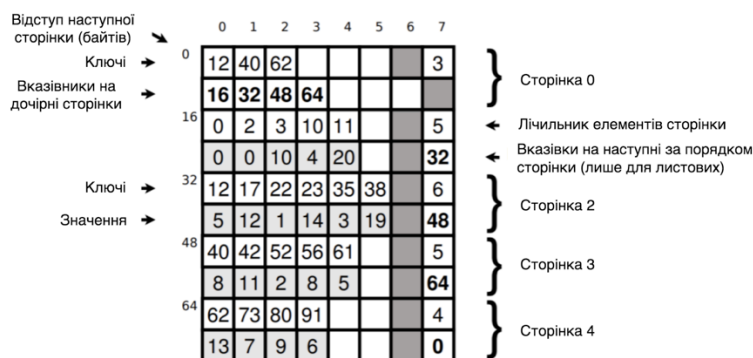 Відступ наступної
сторінки (байтів)
0 1 2 3 4 5 6 7
0
Ключі
12 40 62 3
Вказівники на
дочірні сторінки
16 32 48 64
Сторінка 0
16
0 2 3 10 11 5
Лічильник елементів сторінки
0 0 10 4 20 32
Вказівки на наступні за порядком
сторінки (лише для листових)
32
Ключі
12 17 22 23 35 38 6
Значення
5 12 1 14 3 19 48
Сторінка 2
48
40 42 52 56 61 5
8 11 2 8 5 64
Сторінка 3
64
62 73 80 91 4
13 7 9 6 0
Сторінка 4